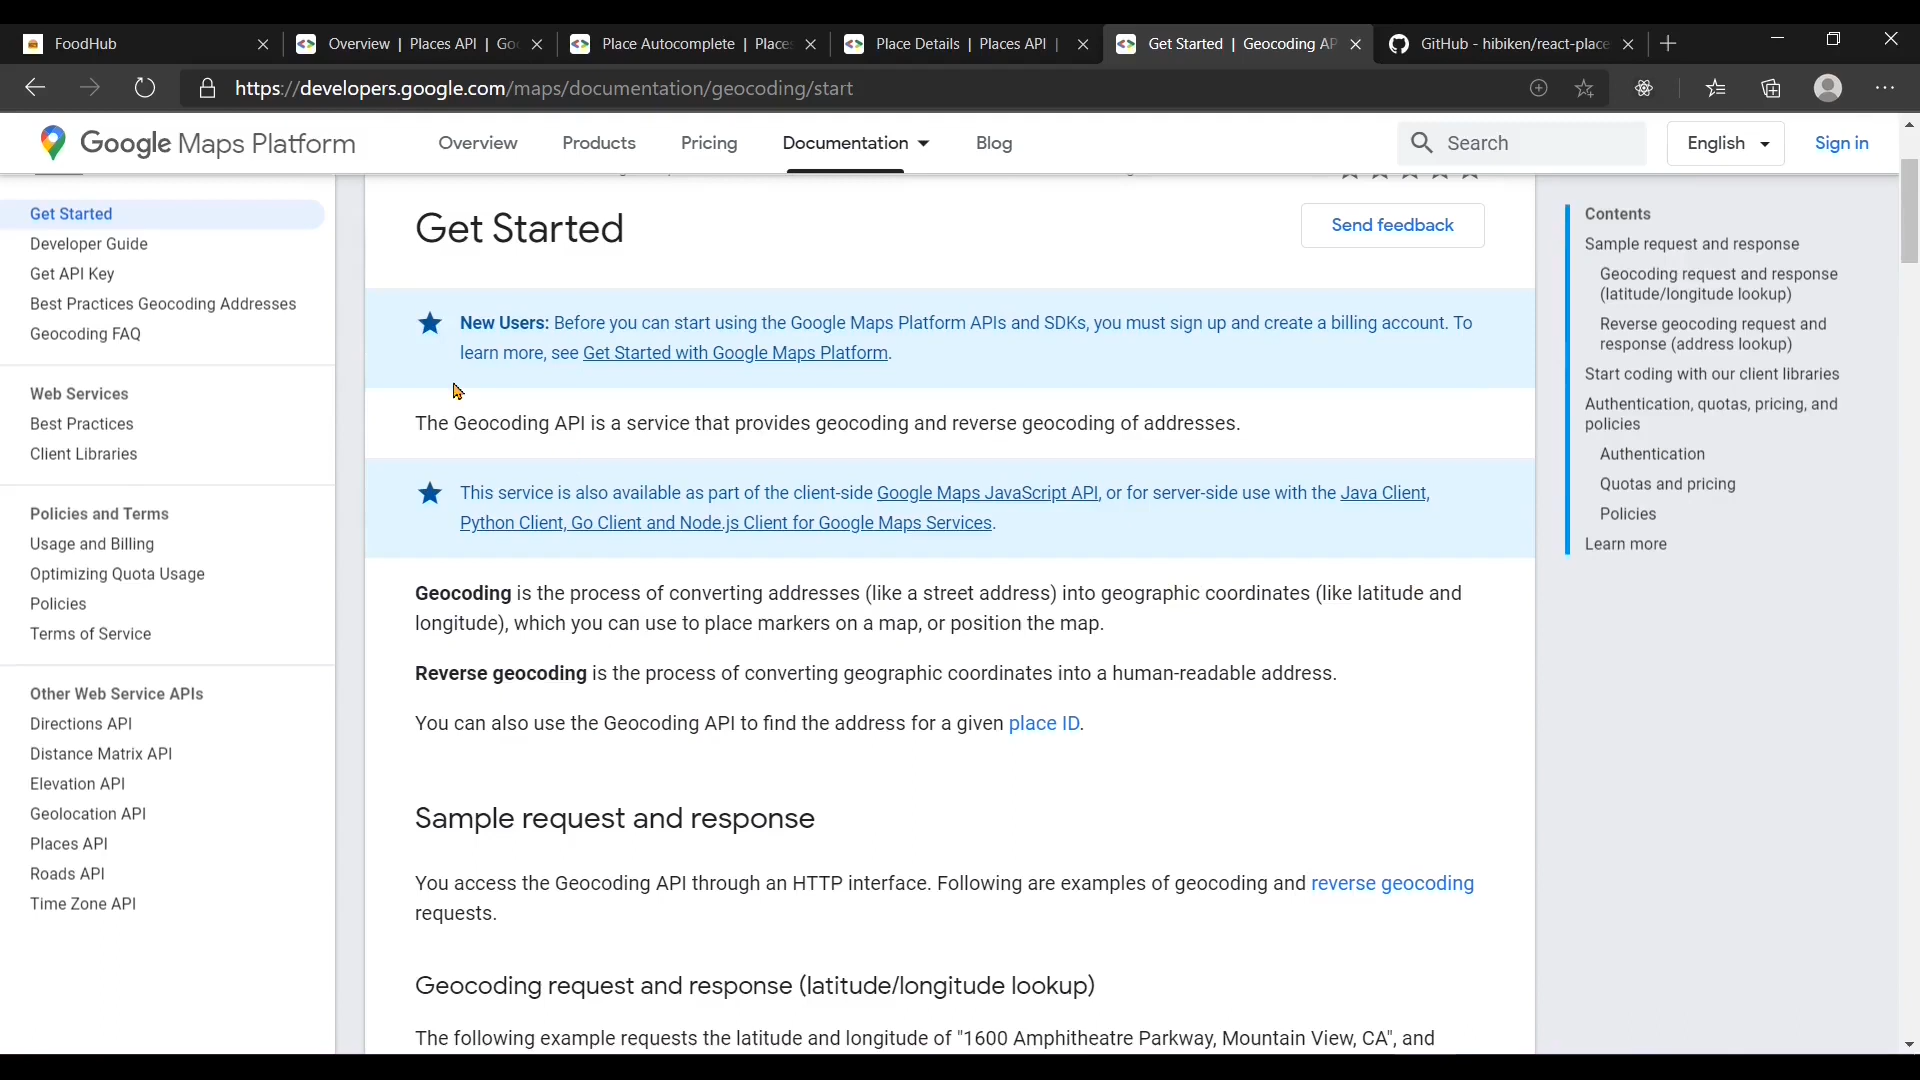 FoodHub
Overview | Places API | Go
Place Autocomplete | Places
Place Details | Places API |
Get Started | Geocoding AP
GitHub - hibiken/react-place
https://developers.google.com/maps/documentation/geocoding/start
Google Maps Platform
Overview
Products
Pricing
Documentation
Blog
Search
English
Sign in
Get Started
Developer Guide
Get API Key
Best Practices Geocoding Addresses
Geocoding FAQ
Web Services
Best Practices
Client Libraries
Policies and Terms
Usage and Billing
Optimizing Quota Usage
Policies
Terms of Service
Other Web Service APIs
Directions API
Distance Matrix API
Elevation API
Geolocation API
Places API
Roads API
Time Zone API
Get Started
Send feedback
New Users: Before you can start using the Google Maps Platform APIs and SDKs, you must sign up and create a billing account. To
learn more, see Get Started with Google Maps Platform.
The Geocoding API is a service that provides geocoding and reverse geocoding of addresses.
This service is also available as part of the client-side Google Maps JavaScript API, or for server-side use with the Java Client,
Python Client, Go Client and Node.js Client for Google Maps Services.
Geocoding is the process of converting addresses (like a street address) into geographic coordinates (like latitude and
longitude), which you can use to place markers on a map, or position the map.
Reverse geocoding is the process of converting geographic coordinates into a human-readable address.
You can also use the Geocoding API to find the address for a given place ID.
Sample request and response
You access the Geocoding API through an HTTP interface. Following are examples of geocoding and reverse geocoding
requests.
Geocoding request and response (latitude/longitude lookup)
The following example requests the latitude and longitude of "1600 Amphitheatre Parkway, Mountain View, CA", and
Contents
Sample request and response
Geocoding request and response
(latitude/longitude lookup)
Reverse geocoding request and
response (address lookup)
Start coding with our client libraries
Authentication, quotas, pricing, and
policies
Authentication
Quotas and pricing
Policies
Learn more